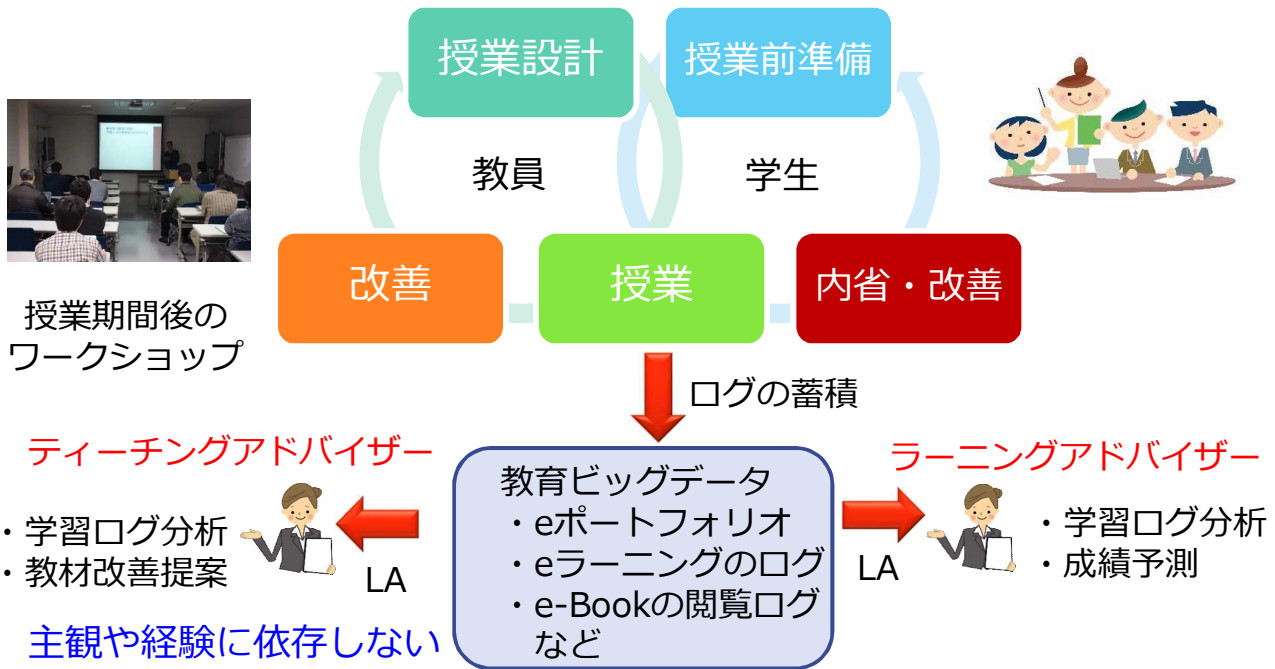 授業設計
授業前準備
教員
学生
改善
授業
内省・改善
授業期間後の
ワークショップ
ログの蓄積
ティーチングアドバイザー
・学習ログ分析
・教材改善提案
LA
主観や経験に依存しない
教育ビッグデータ
・eポートフォリオ
・eラーニングのログ
・e-Bookの閲覧ログ
など
LA
ラーニングアドバイザー
・学習ログ分析
・成績予測